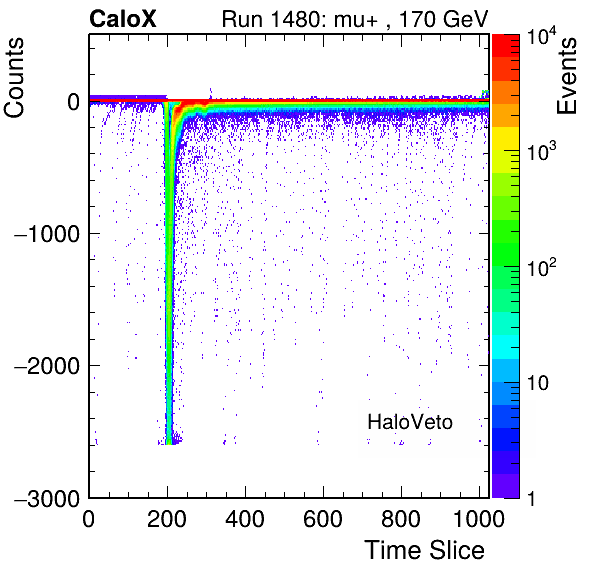 CaloX Run 1480: mu+ , 170 GeV
Counts
0
−1000
−2000
−3000
0 200 400 600 800 1000
Time Slice
HaloVeto
Events
10^4
10^3
10^2
10
1